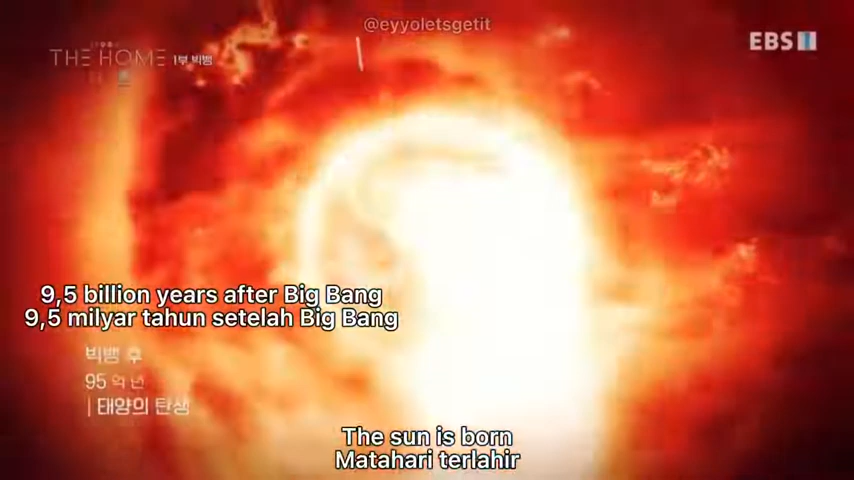 @eyyoletsgetit
THE HOME 1부 빅뱅
EBS1
9,5 billion years after Big Bang
9,5 milyar tahun setelah Big Bang
빅뱅 후
95 억 년
태양의 탄생
The sun is born
Matahari terlahir